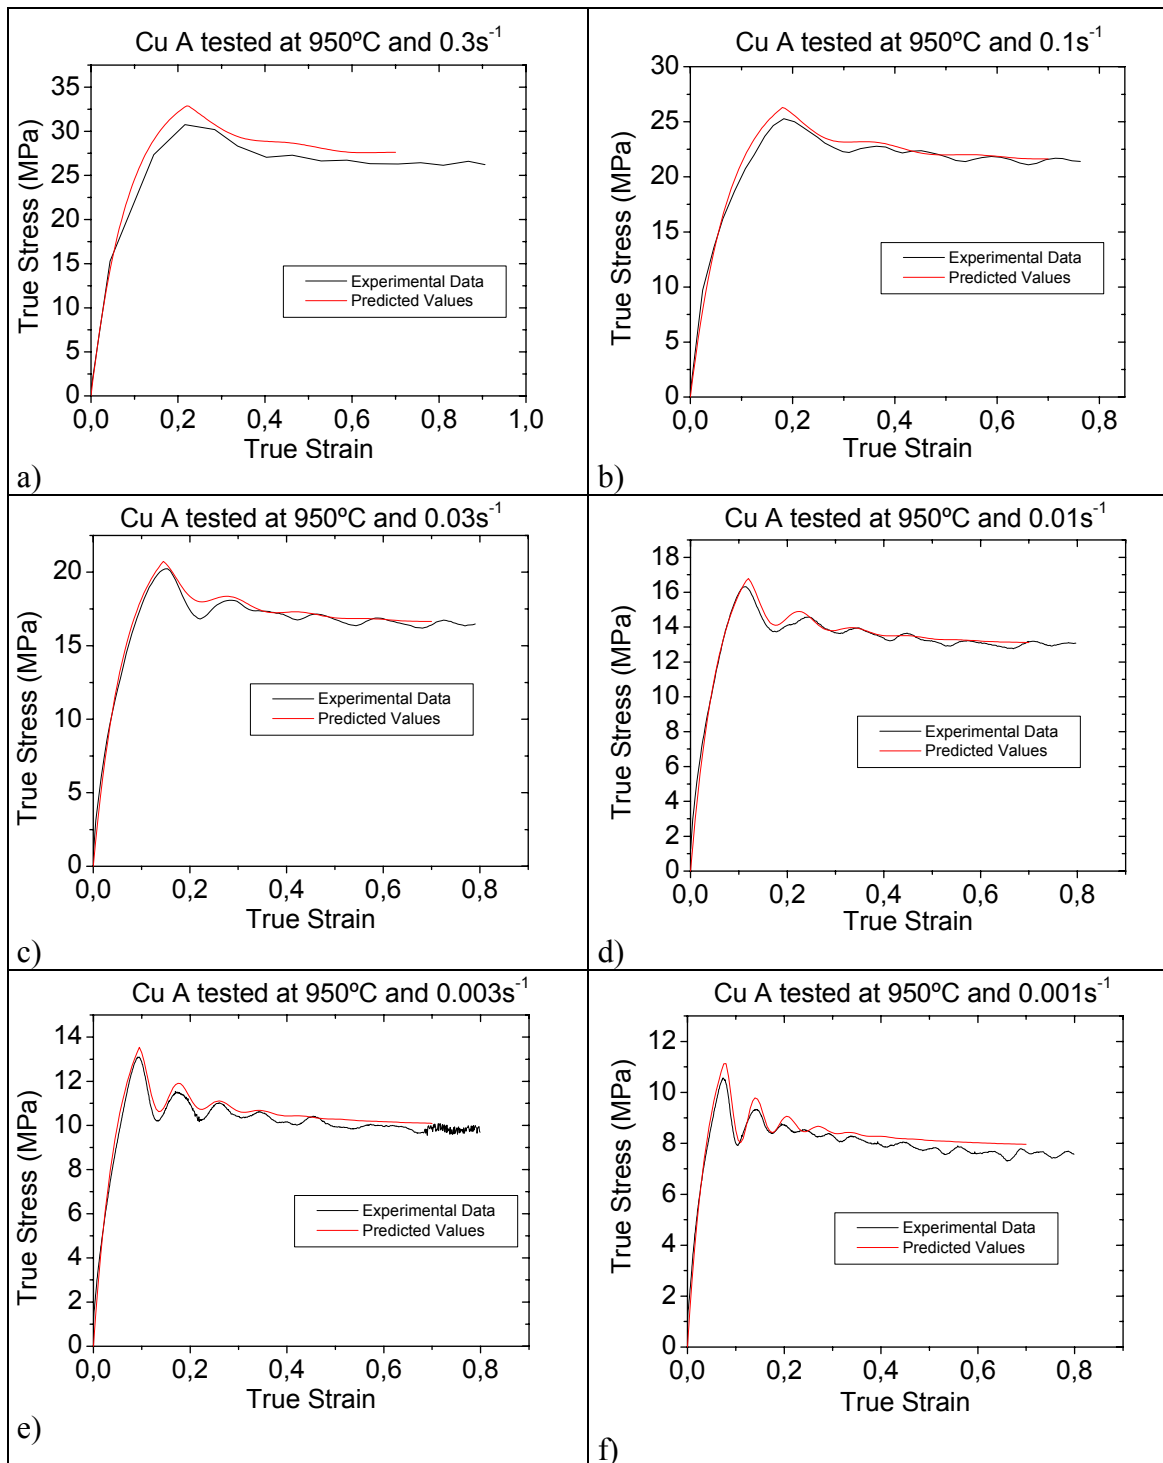 Cu A tested at 950ºC and 0.3s-1
True Stress (MPa)
35
30
25
20
15
10
5
0
0,0 0,2 0,4 0,6 0,8 1,0
True Strain
Experimental Data
Predicted Values
a)
Cu A tested at 950ºC and 0.1s-1
True Stress (MPa)
30
25
20
15
10
5
0
0,0 0,2 0,4 0,6 0,8
True Strain
Experimental Data
Predicted Values
b)
Cu A tested at 950ºC and 0.03s-1
True Stress (MPa)
20
15
10
5
0
0,0 0,2 0,4 0,6 0,8
True Strain
Experimental Data
Predicted Values
c)
Cu A tested at 950ºC and 0.01s-1
True Stress (MPa)
18
16
14
12
10
8
6
4
2
0
0,0 0,2 0,4 0,6 0,8
True Strain
Experimental Data
Predicted Values
d)
Cu A tested at 950ºC and 0.003s-1
True Stress (MPa)
14
12
10
8
6
4
2
0
0,0 0,2 0,4 0,6 0,8
True Strain
Experimental Data
Predicted Values
e)
Cu A tested at 950ºC and 0.001s-1
True Stress (MPa)
12
10
8
6
4
2
0
0,0 0,2 0,4 0,6 0,8
True Strain
Experimental Data
Predicted Values
f)